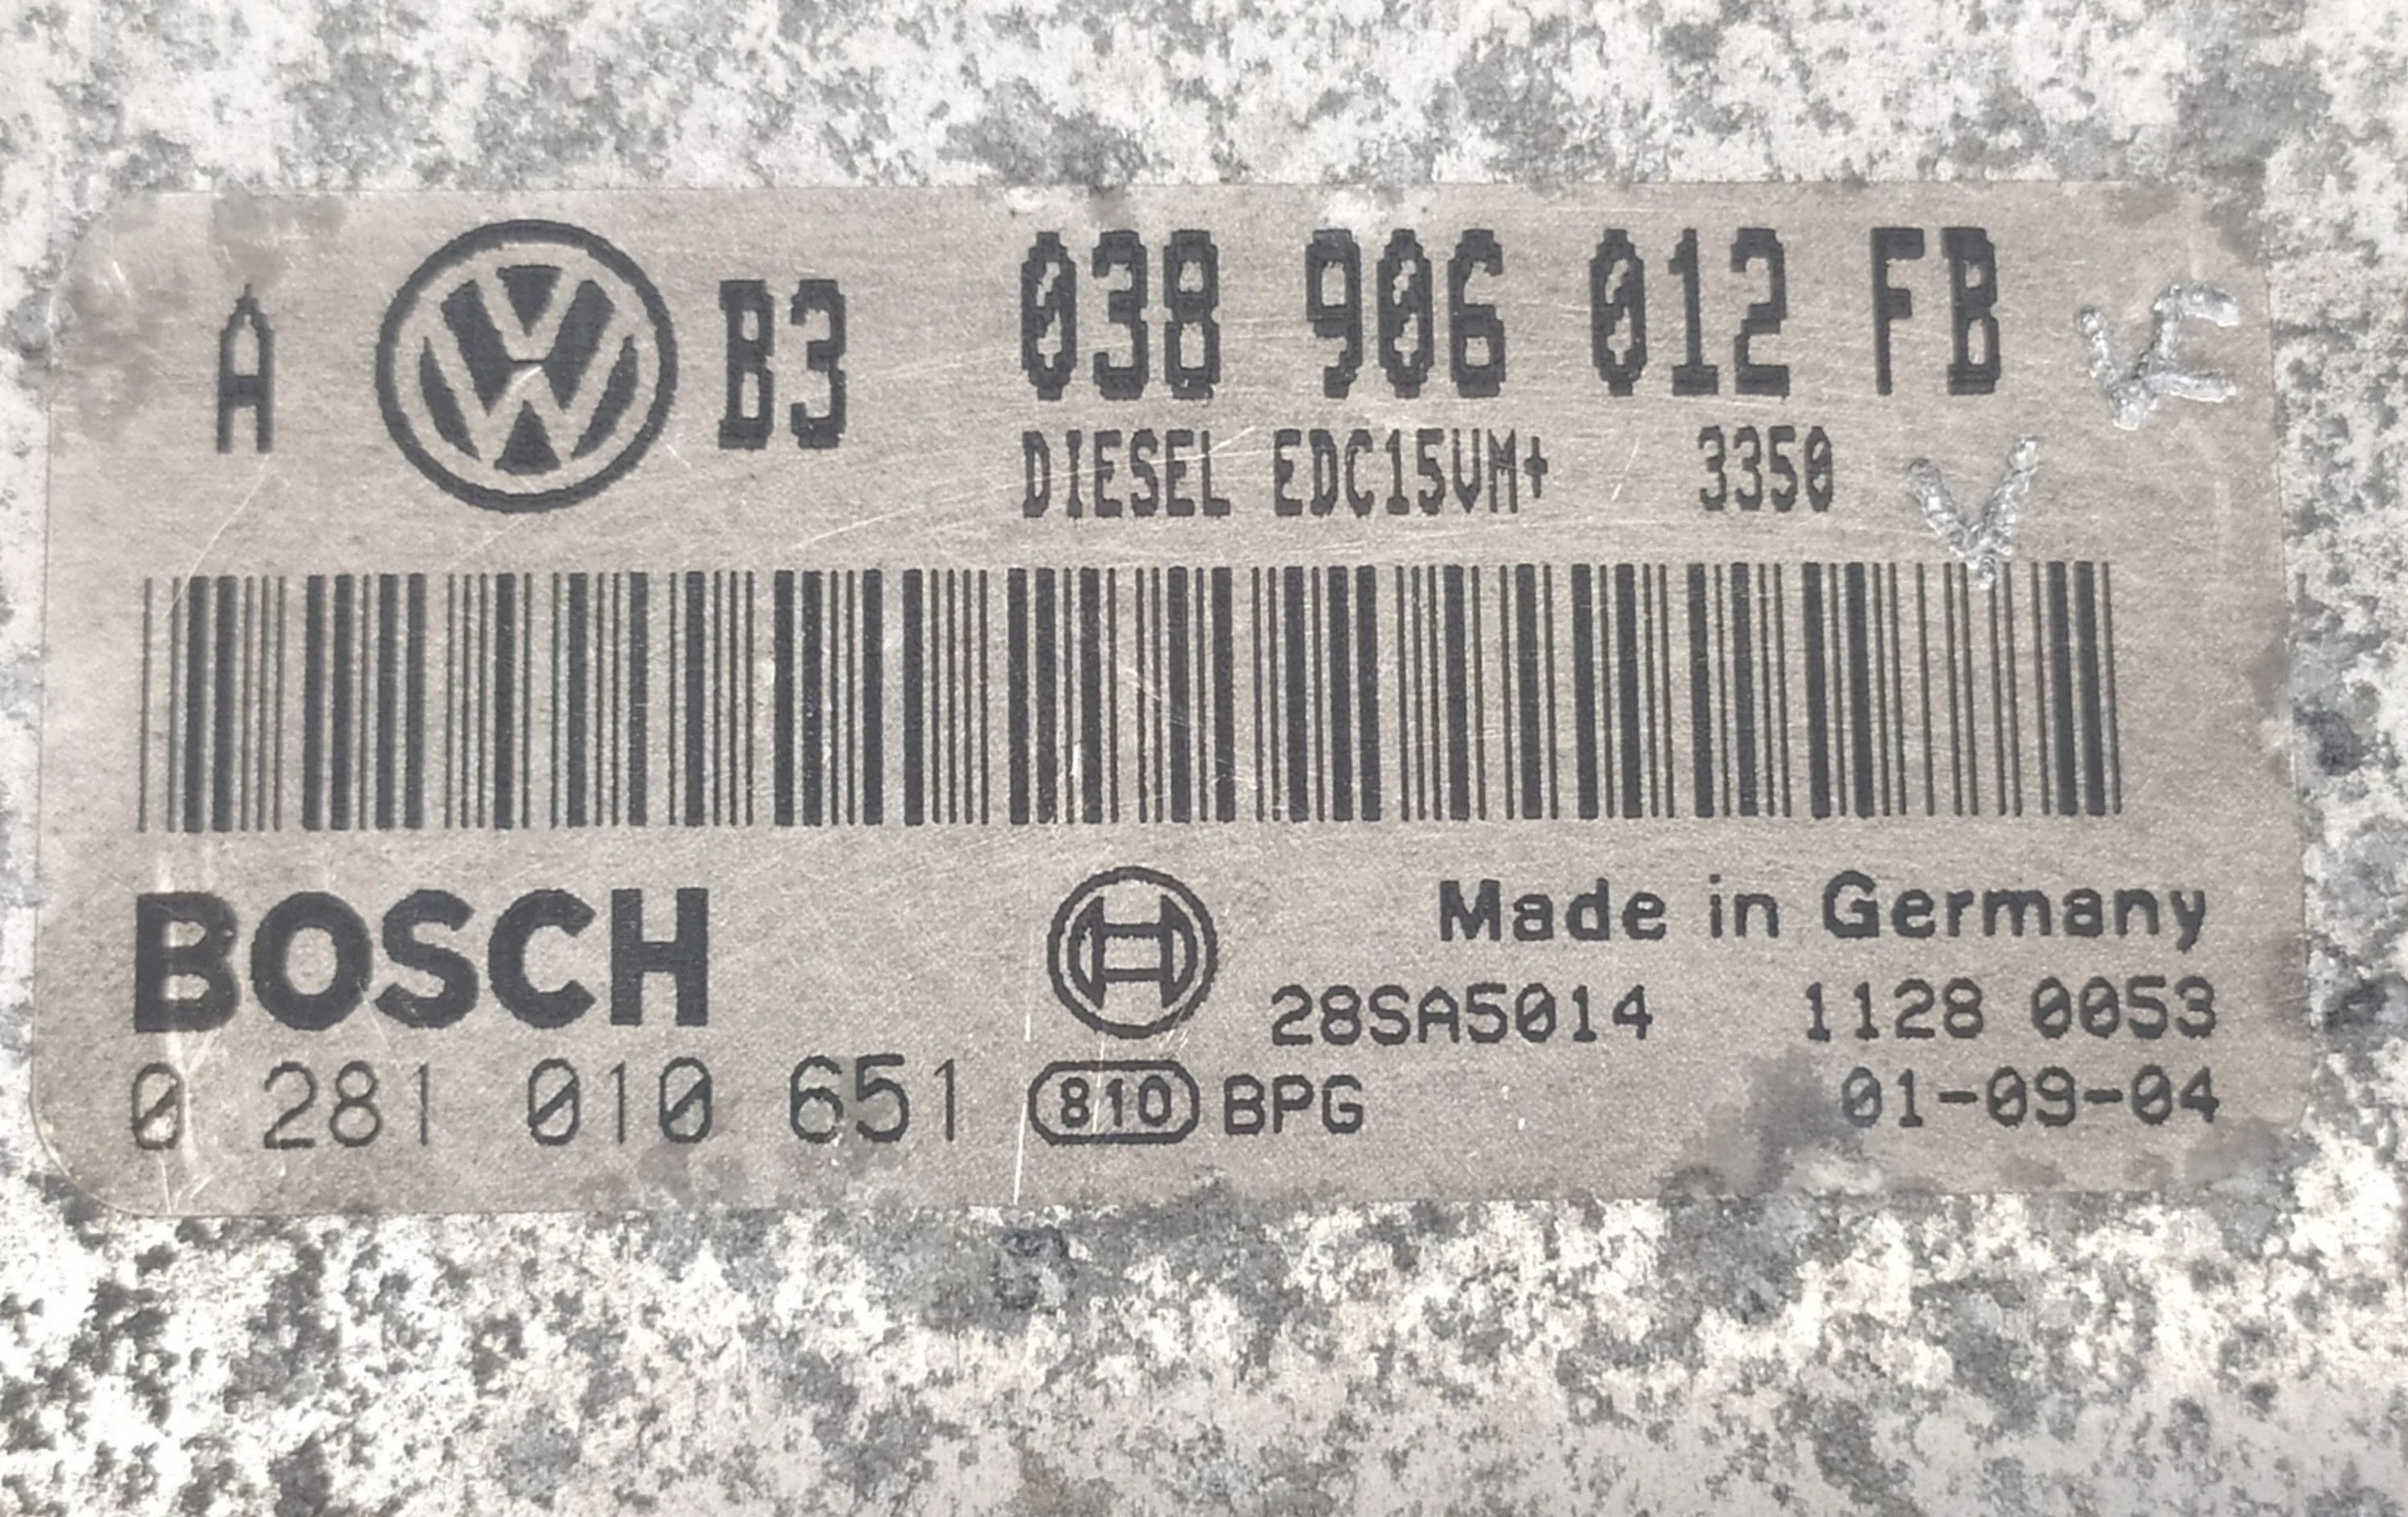 A VW B3 038 906 012 FB
DIESEL EDC15VM+ 3350
BOSCH
Made in Germany
28SA5014 1128 0053
0 281 010 651 810 BPG 01-09-04